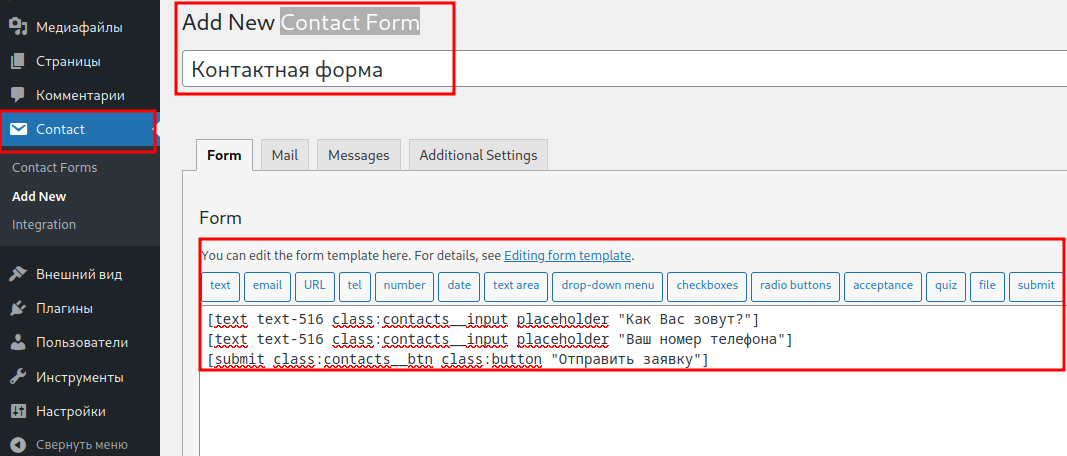 Медиафайлы
Страницы
Комментарии
Contact
Contact Forms
Add New
Integration
Внешний вид
Плагины
Пользователи
Инструменты
Настройки
Свернуть меню
Add New Contact Form
Контактная форма
Form Mail Messages Additional Settings
Form
You can edit the form template here. For details, see Editing form template.
text email URL tel number date text area drop-down menu checkboxes radio buttons acceptance quiz file submit
[text text-516 class:contacts__input placeholder "Как Вас зовут?"]
[text text-516 class:contacts__input placeholder "Ваш номер телефона"]
[submit class:contacts__btn class:button "Отправить заявку"]